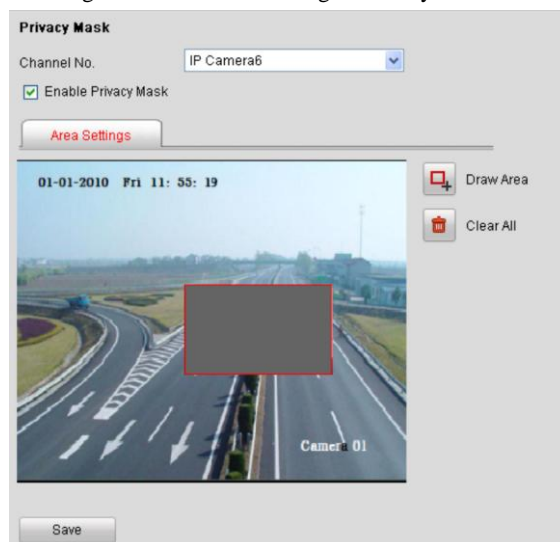 Privacy Mask
Channel No. IP Camera6
Enable Privacy Mask
Area Settings
01-01-2010 Fri 11: 55: 19
Draw Area
Clear All
Camera 01
Save